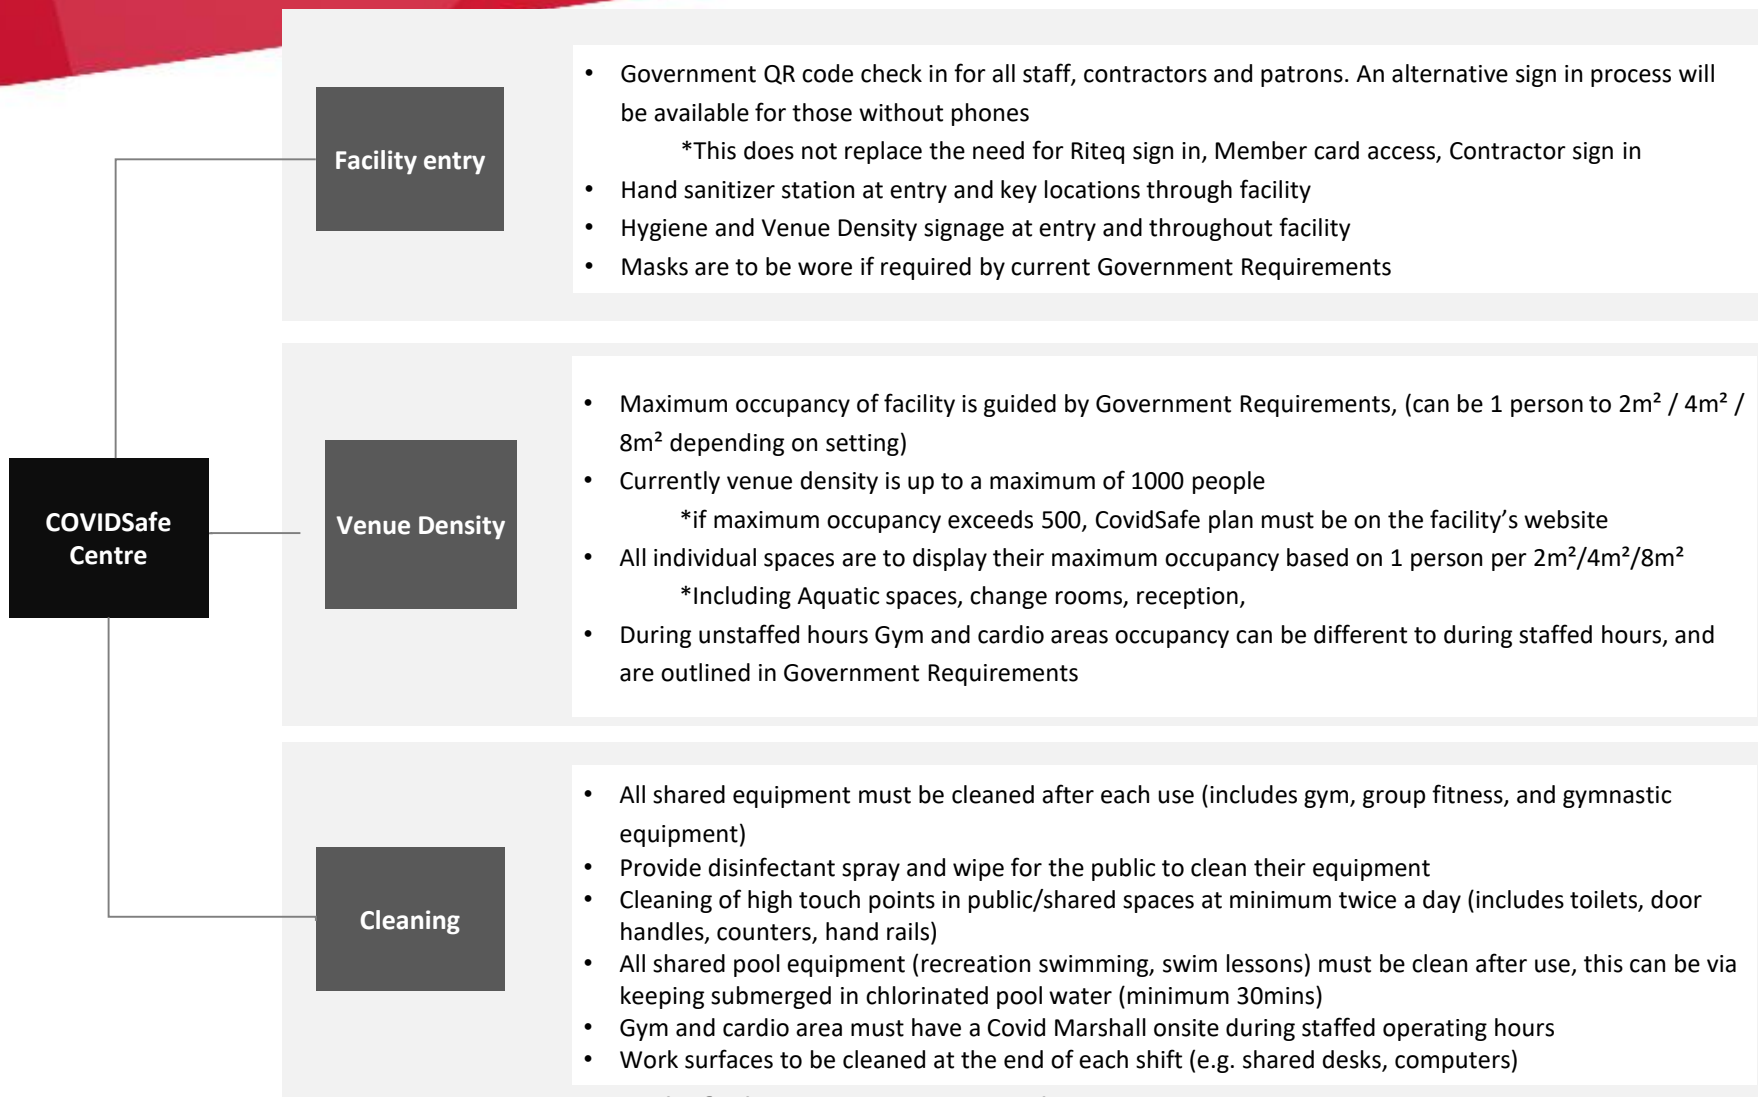 Facility entry
• Government QR code check in for all staff, contractors and patrons. An alternative sign in process will
be available for those without phones
*This does not replace the need for Riteq sign in, Member card access, Contractor sign in
• Hand sanitizer station at entry and key locations through facility
• Hygiene and Venue Density signage at entry and throughout facility
• Masks are to be wore if required by current Government Requirements
COVIDSafe
Centre
Venue Density
• Maximum occupancy of facility is guided by Government Requirements, (can be 1 person to 2m² / 4m² /
8m² depending on setting)
• Currently venue density is up to a maximum of 1000 people
*if maximum occupancy exceeds 500, CovidSafe plan must be on the facility’s website
• All individual spaces are to display their maximum occupancy based on 1 person per 2m²/4m²/8m²
*Including Aquatic spaces, change rooms, reception,
• During unstaffed hours Gym and cardio areas occupancy can be different to during staffed hours, and
are outlined in Government Requirements
Cleaning
• All shared equipment must be cleaned after each use (includes gym, group fitness, and gymnastic
equipment)
• Provide disinfectant spray and wipe for the public to clean their equipment
• Cleaning of high touch points in public/shared spaces at minimum twice a day (includes toilets, door
handles, counters, hand rails)
• All shared pool equipment (recreation swimming, swim lessons) must be clean after use, this can be via
keeping submerged in chlorinated pool water (minimum 30mins)
• Gym and cardio area must have a Covid Marshall onsite during staffed operating hours
• Work surfaces to be cleaned at the end of each shift (e.g. shared desks, computers)